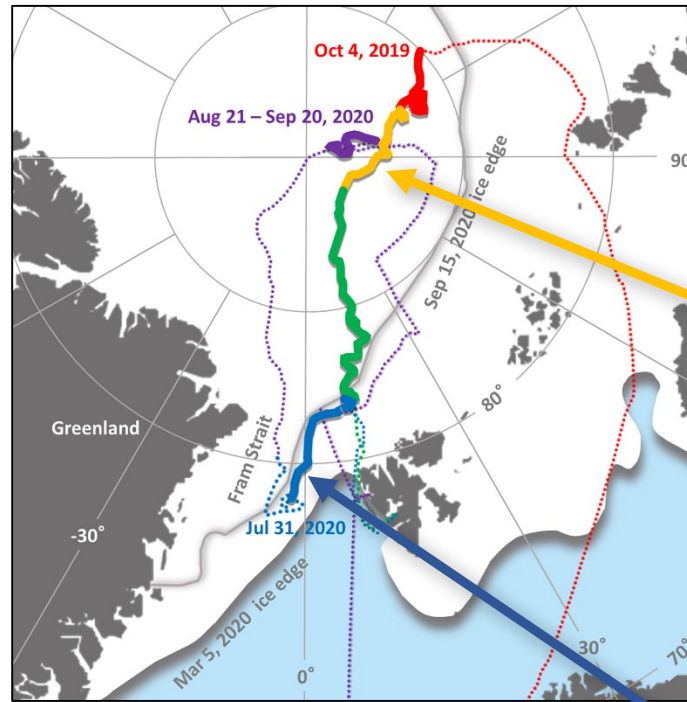 Oct 4, 2019
Aug 21 – Sep 20, 2020
90
Sep 15, 2020 ice edge
80°
Greenland
Fram Strait
-30°
Jul 31, 2020
Mar 5, 2020 ice edge
0°
30°
70°